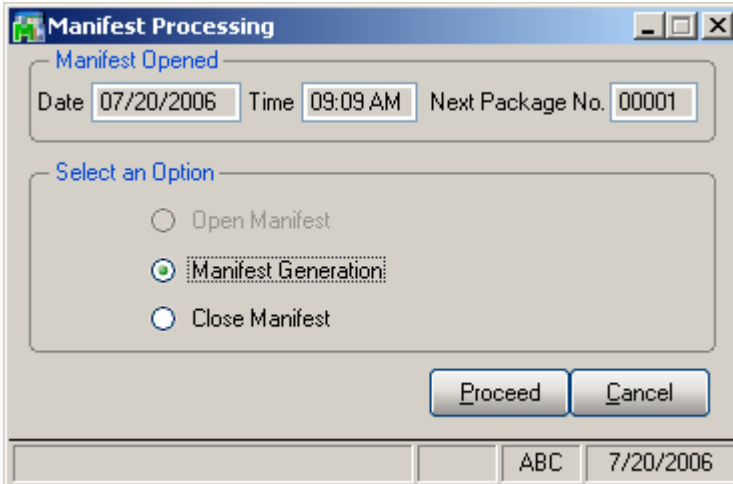 Manifest Processing
Manifest Opened
Date 07/20/2006 Time 09:09 AM Next Package No. 00001
Select an Option
Open Manifest
Manifest Generation
Close Manifest
Proceed Cancel
ABC 7/20/2006